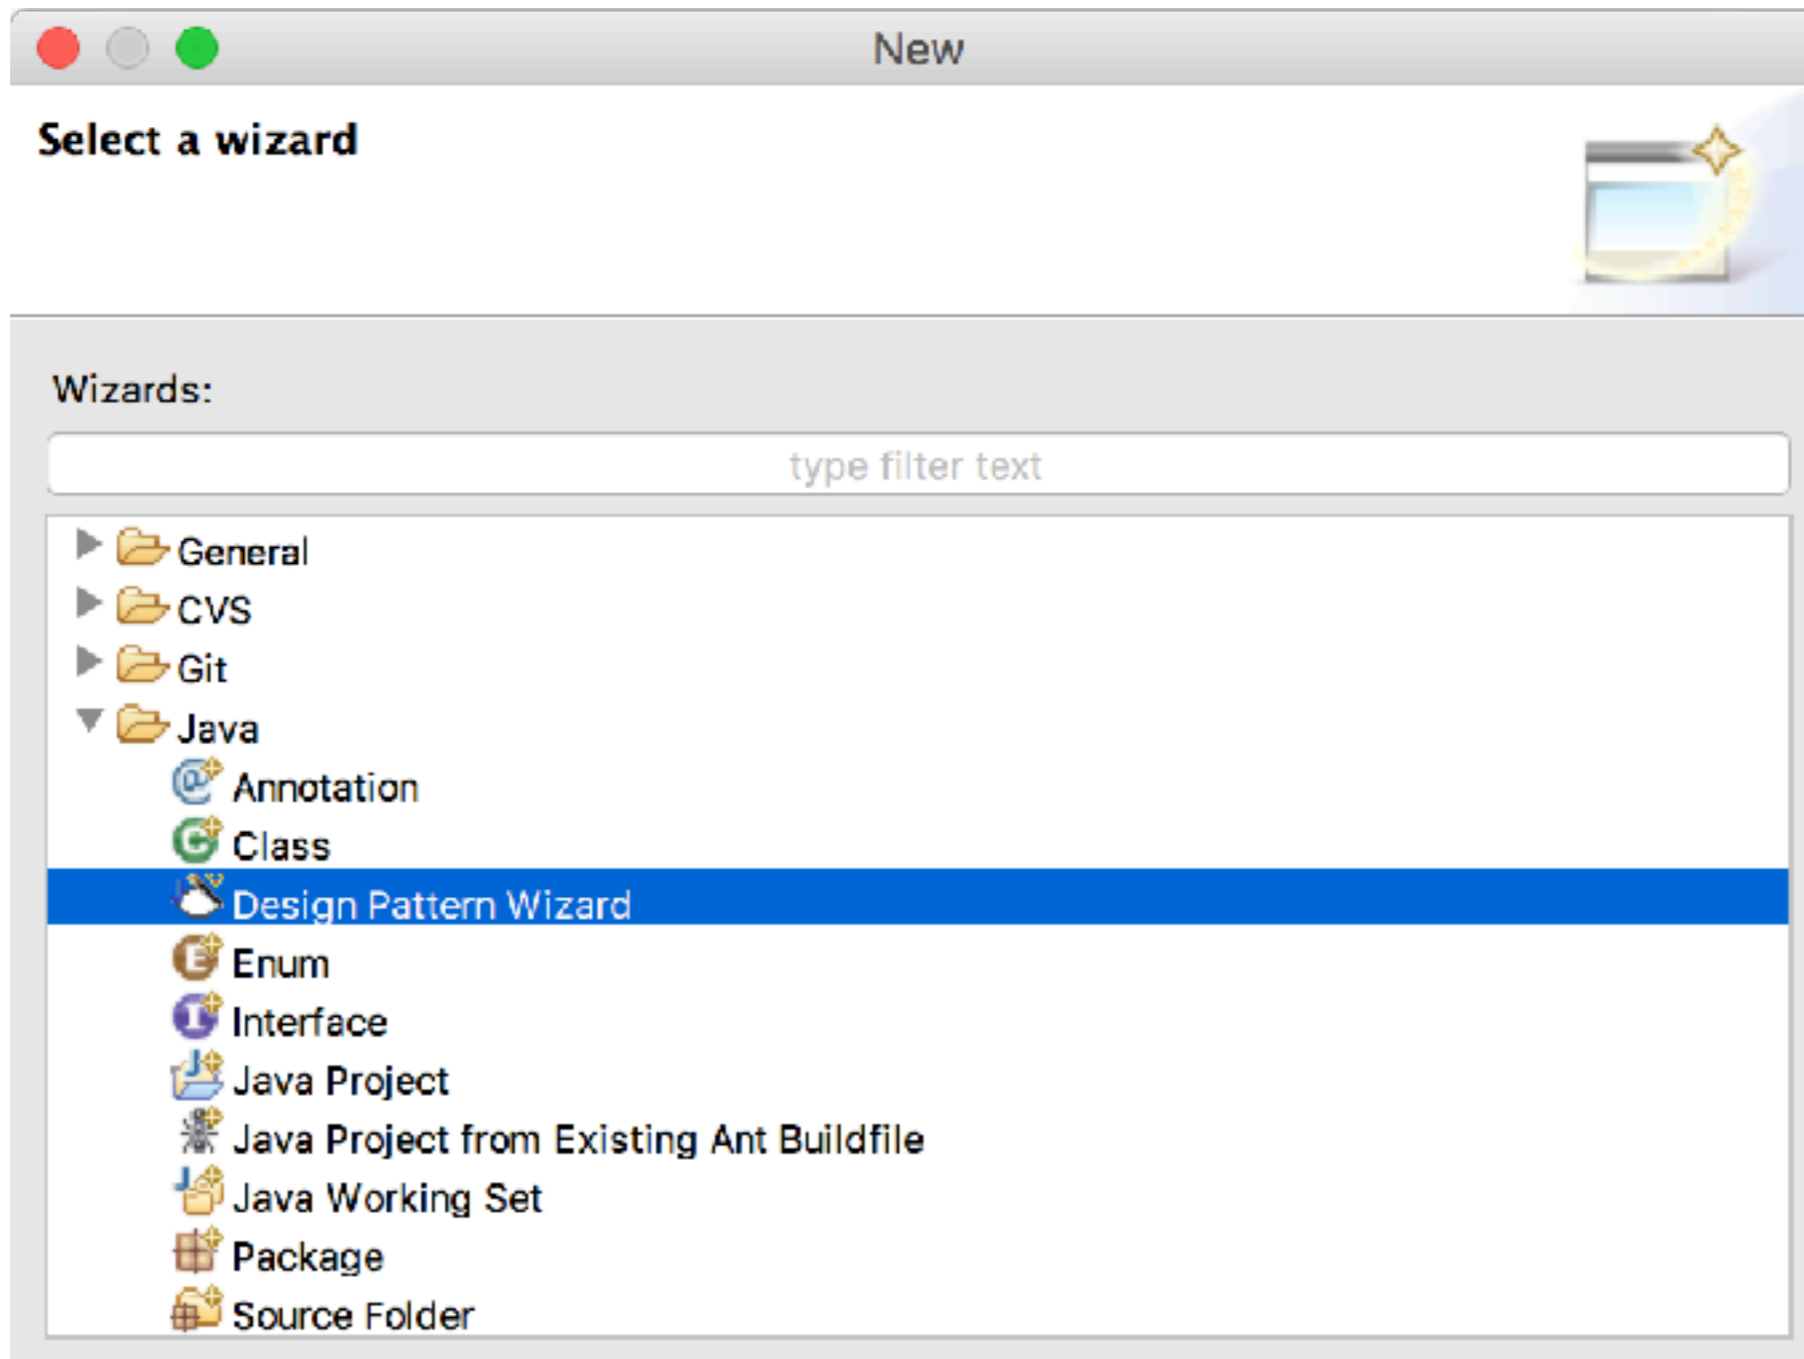 New
Select a wizard
Wizards:
type filter text
General
CVS
Git
Java
Annotation
Class
Design Pattern Wizard
Enum
Interface
Java Project
Java Project from Existing Ant Buildfile
Java Working Set
Package
Source Folder